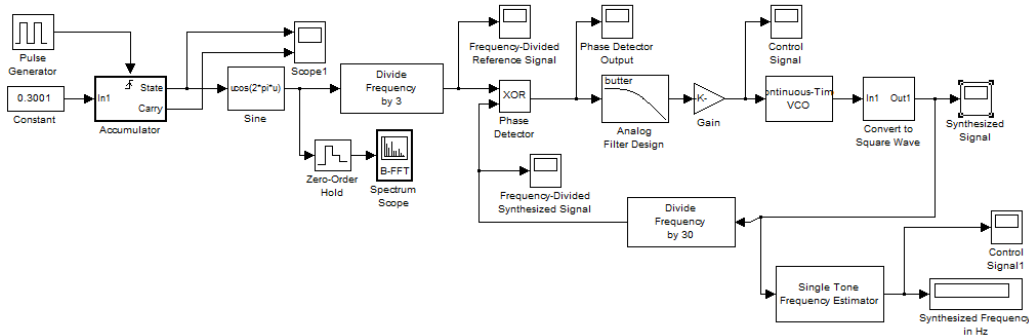 Pulse
Generator
0.3001
Constant
In1
State
Carry
Accumulator
Scope1
ucos(2*pi*u)
Sine
Zero-Order
Hold
B-FFT
Spectrum
Scope
Divide
Frequency
by 3
Frequency-Divided
Reference Signal
XOR
Phase
Detector
Phase Detector
Output
butter
Analog
Filter Design
-K-
Gain
Control
Signal
ontinuous-Tim
VCO
In1
Out1
Convert to
Square Wave
Synthesized
Signal
Frequency-Divided
Synthesized Signal
Divide
Frequency
by 30
Single Tone
Frequency Estimator
Control
Signal1
Synthesized Frequency
in Hz